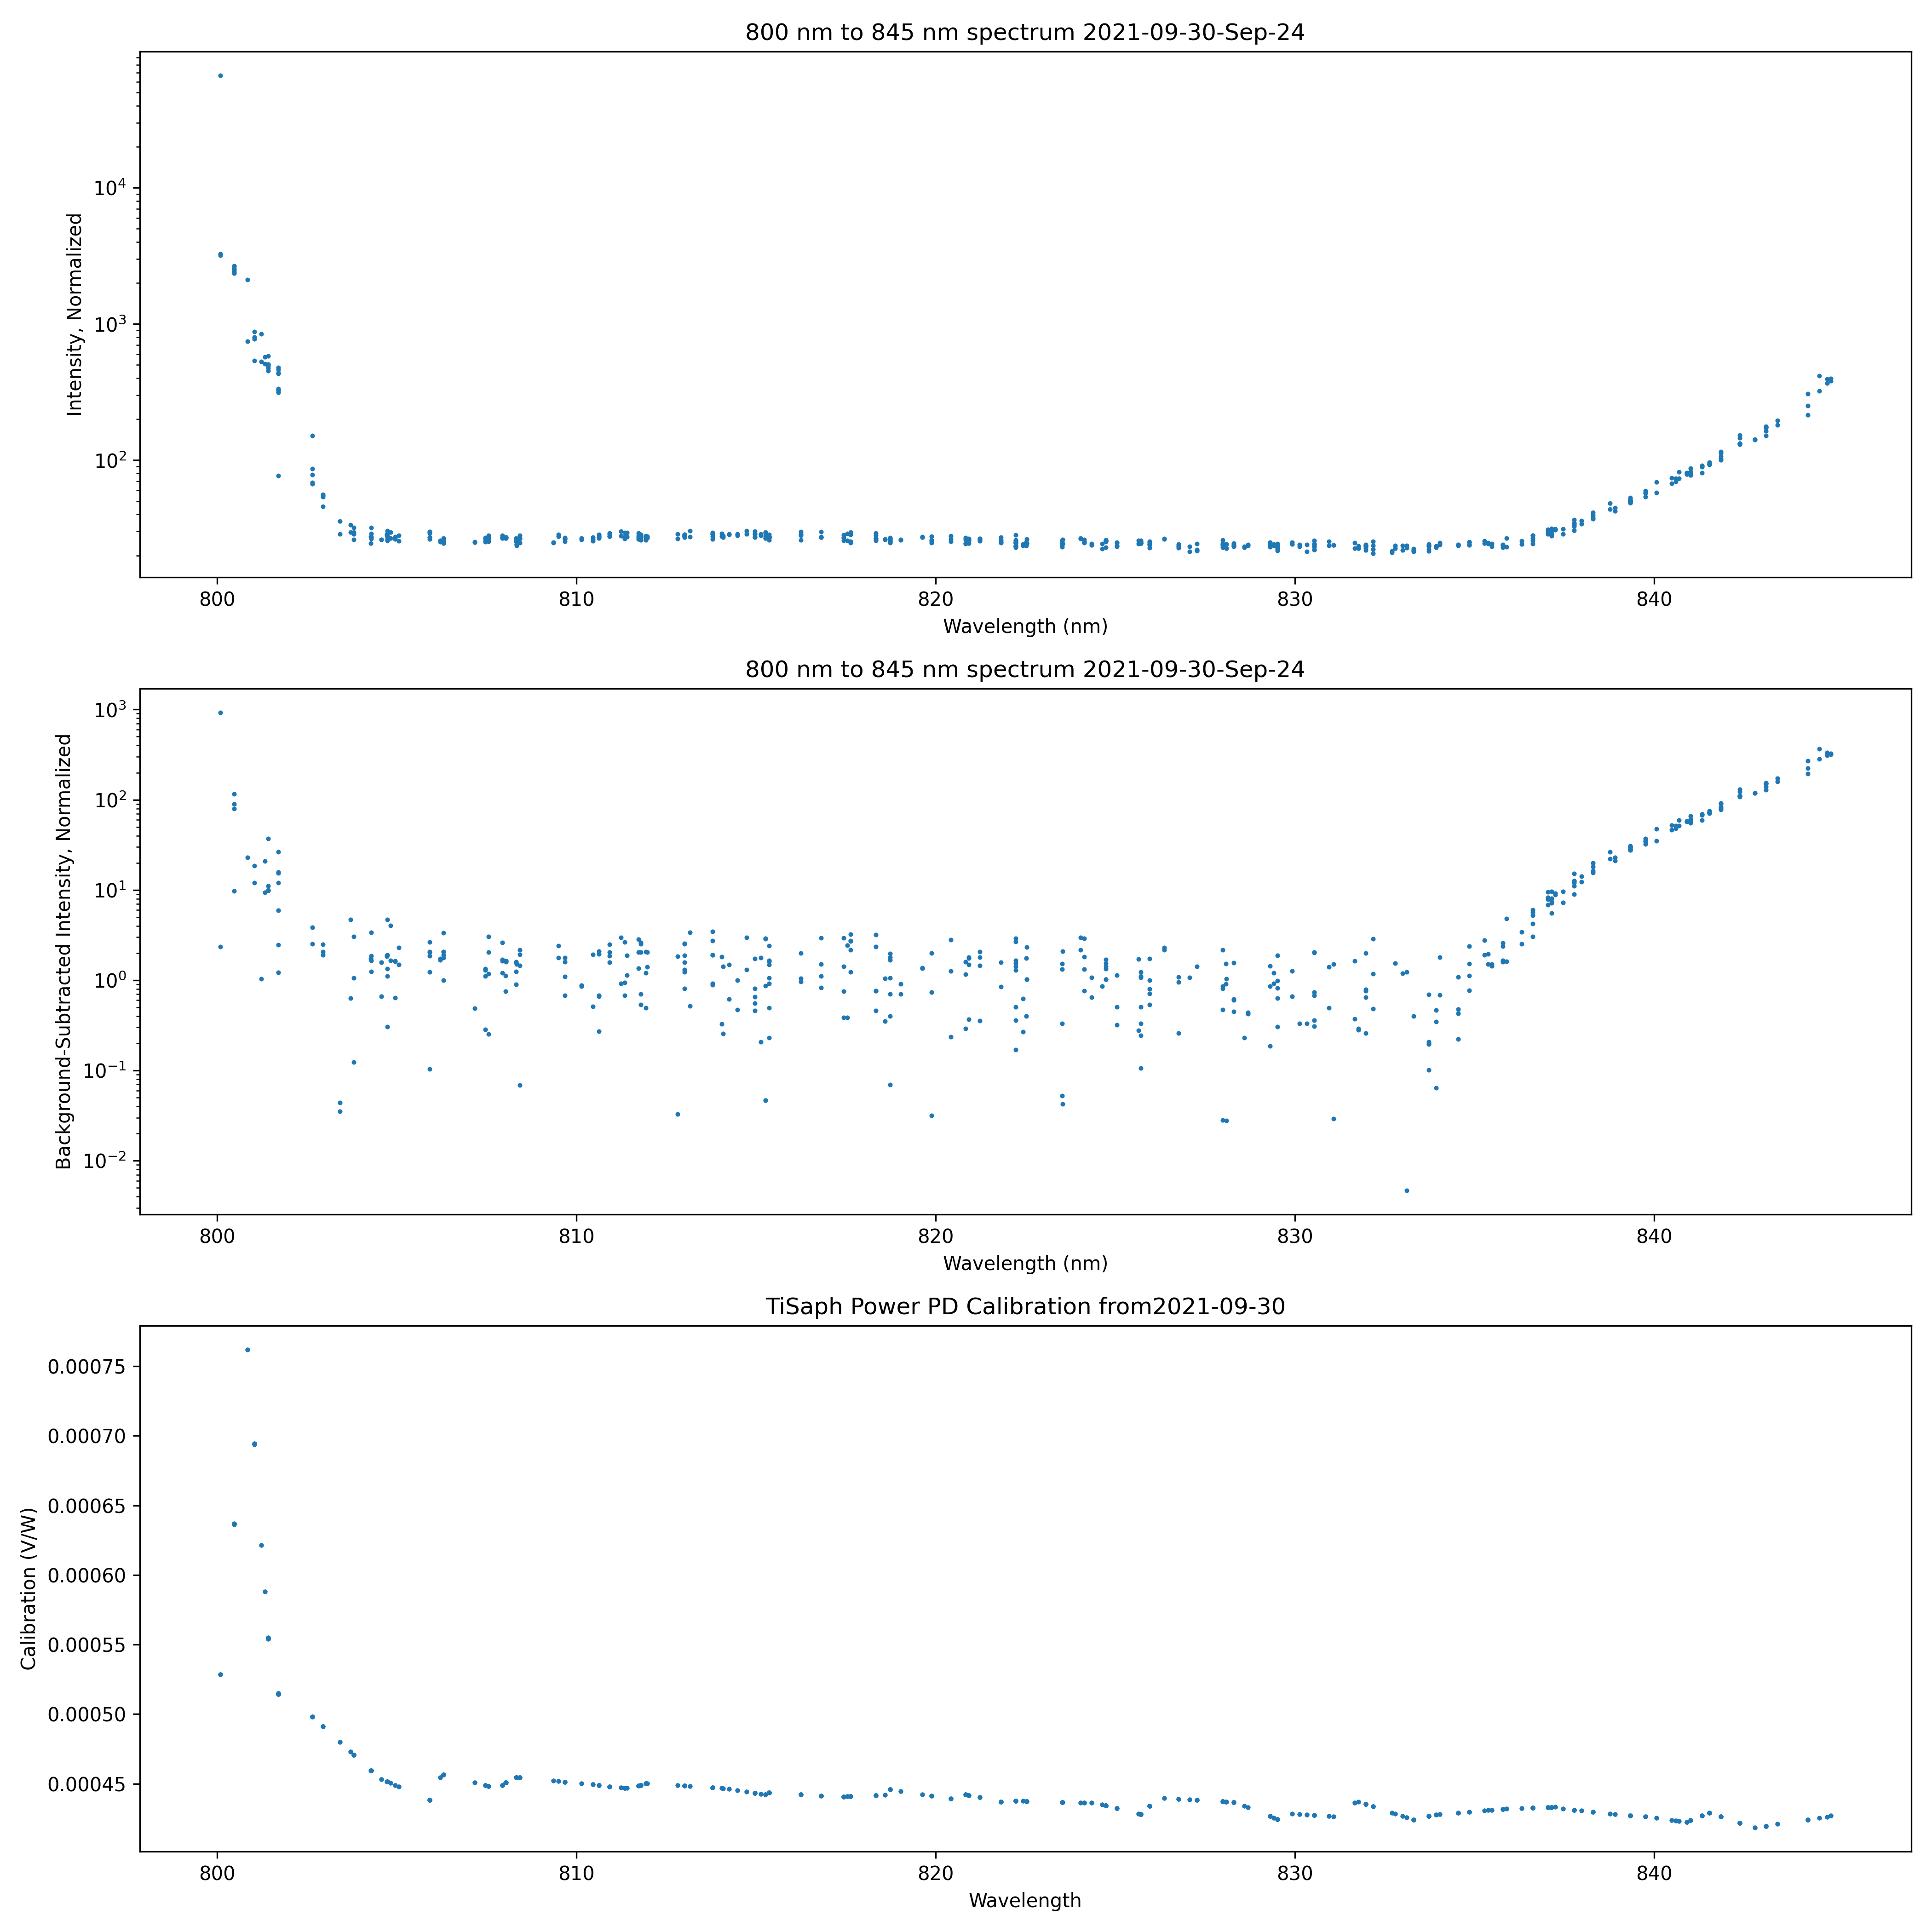 800 nm to 845 nm spectrum 2021-09-30-Sep-24
Intensity, Normalized
10⁴
10³
10²
800 810 820 830 840
Wavelength (nm)
800 nm to 845 nm spectrum 2021-09-30-Sep-24
Background-Subtracted Intensity, Normalized
10³
10²
10¹
10⁰
10⁻¹
10⁻²
800 810 820 830 840
Wavelength (nm)
TiSaph Power PD Calibration from2021-09-30
Calibration (V/W)
0.00075
0.00070
0.00065
0.00060
0.00055
0.00050
0.00045
800 810 820 830 840
Wavelength